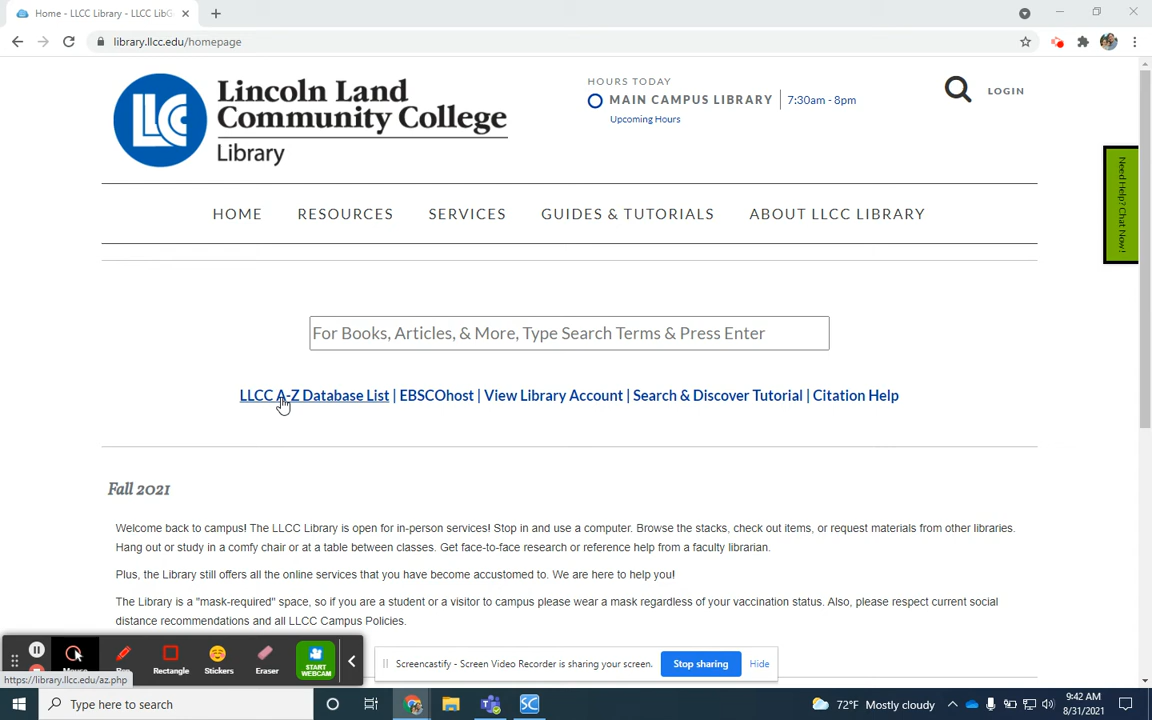 Home - LLCC Library - LLCC LibG
library.llcc.edu/homepage
LLCC
Lincoln Land
Community College
Library
HOURS TODAY
MAIN CAMPUS LIBRARY 7:30am - 8pm
Upcoming Hours
LOGIN
Need Help? Chat Now!
HOME RESOURCES SERVICES GUIDES & TUTORIALS ABOUT LLCC LIBRARY
For Books, Articles, & More, Type Search Terms & Press Enter
LLCC A-Z Database List | EBSCOhost | View Library Account | Search & Discover Tutorial | Citation Help
Fall 2021
Welcome back to campus! The LLCC Library is open for in-person services! Stop in and use a computer. Browse the stacks, check out items, or request materials from other libraries.
Hang out or study in a comfy chair or at a table between classes. Get face-to-face research or reference help from a faculty librarian.
Plus, the Library still offers all the online services that you have become accustomed to. We are here to help you!
The Library is a "mask-required" space, so if you are a student or a visitor to campus please wear a mask regardless of your vaccination status. Also, please respect current social
distance recommendations and all LLCC Campus Policies.
Mouse Pen Rectangle Stickers Eraser START WEBCAM
Screencastify - Screen Video Recorder is sharing your screen. Stop sharing Hide
https://library.llcc.edu/az.php
Type here to search
SC
72°F Mostly cloudy
9:42 AM
8/31/2021